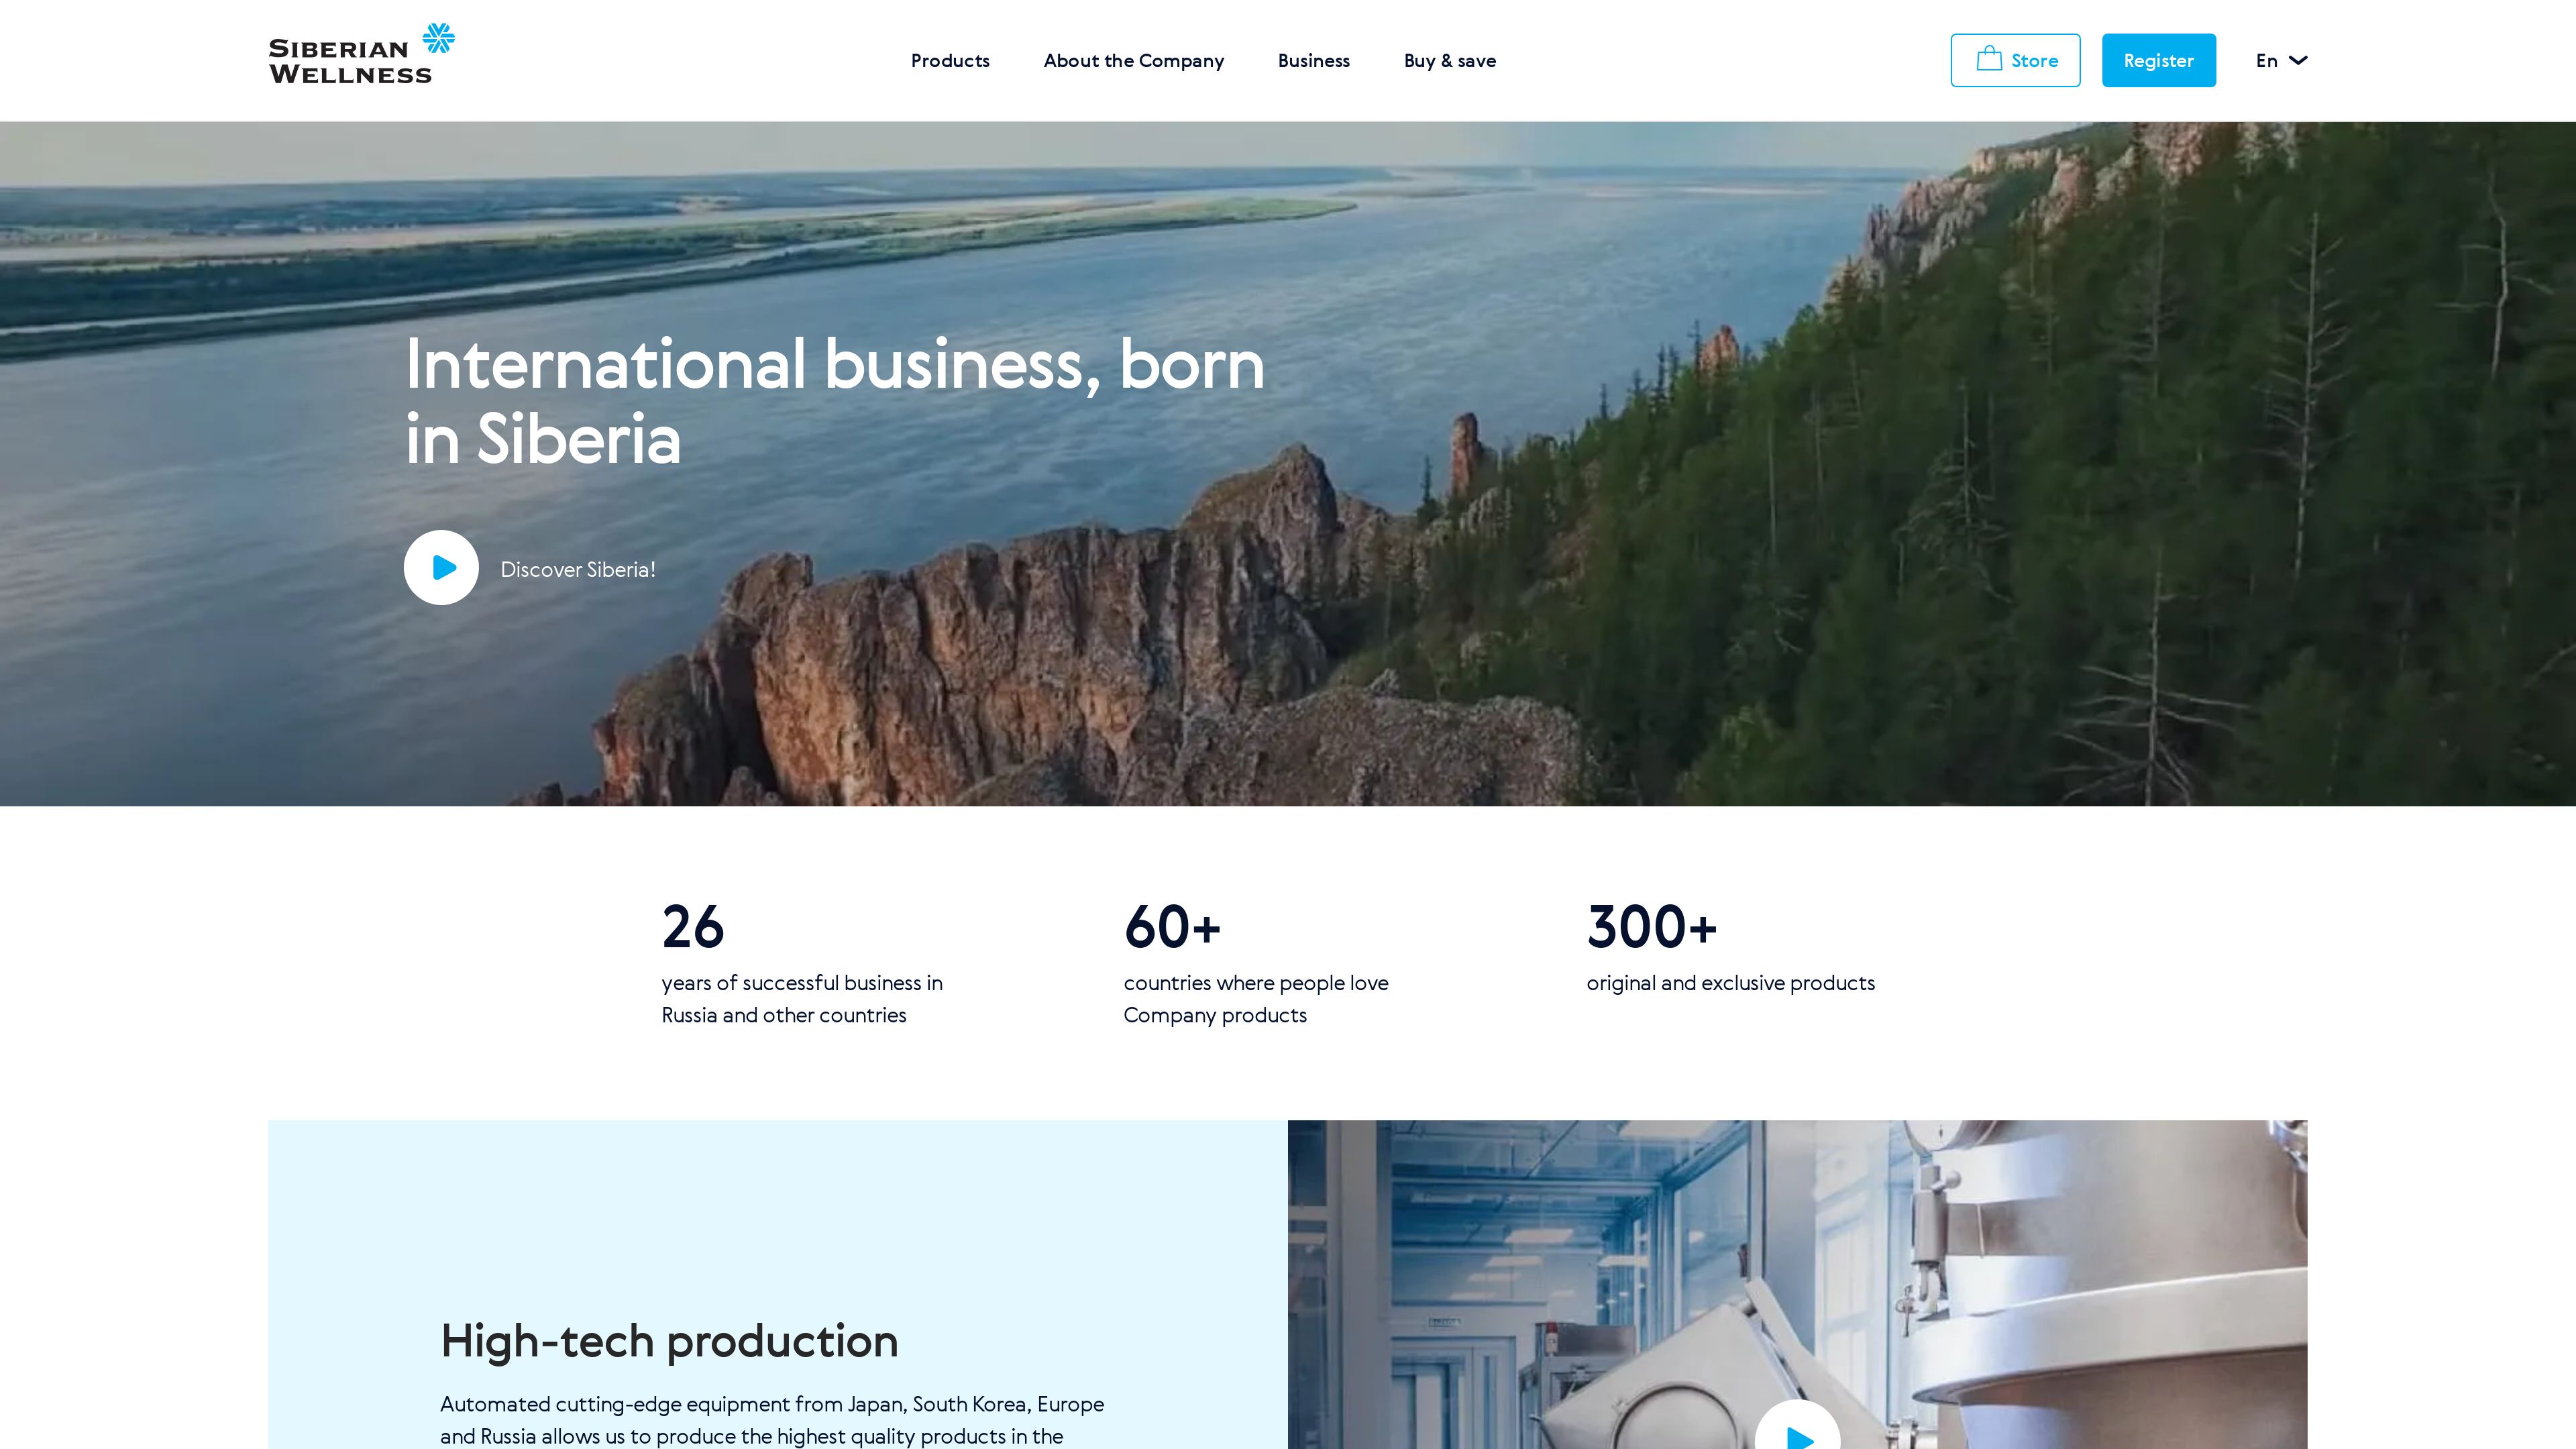 SIBERIAN
WELLNESS
Products
About the Company
Business
Buy & save
Store
Register
En
International business, born
in Siberia
Discover Siberia!
26
years of successful business in
Russia and other countries
60+
countries where people love
Company products
300+
original and exclusive products
High-tech production
Automated cutting-edge equipment from Japan, South Korea, Europe
and Russia allows us to produce the highest quality products in the